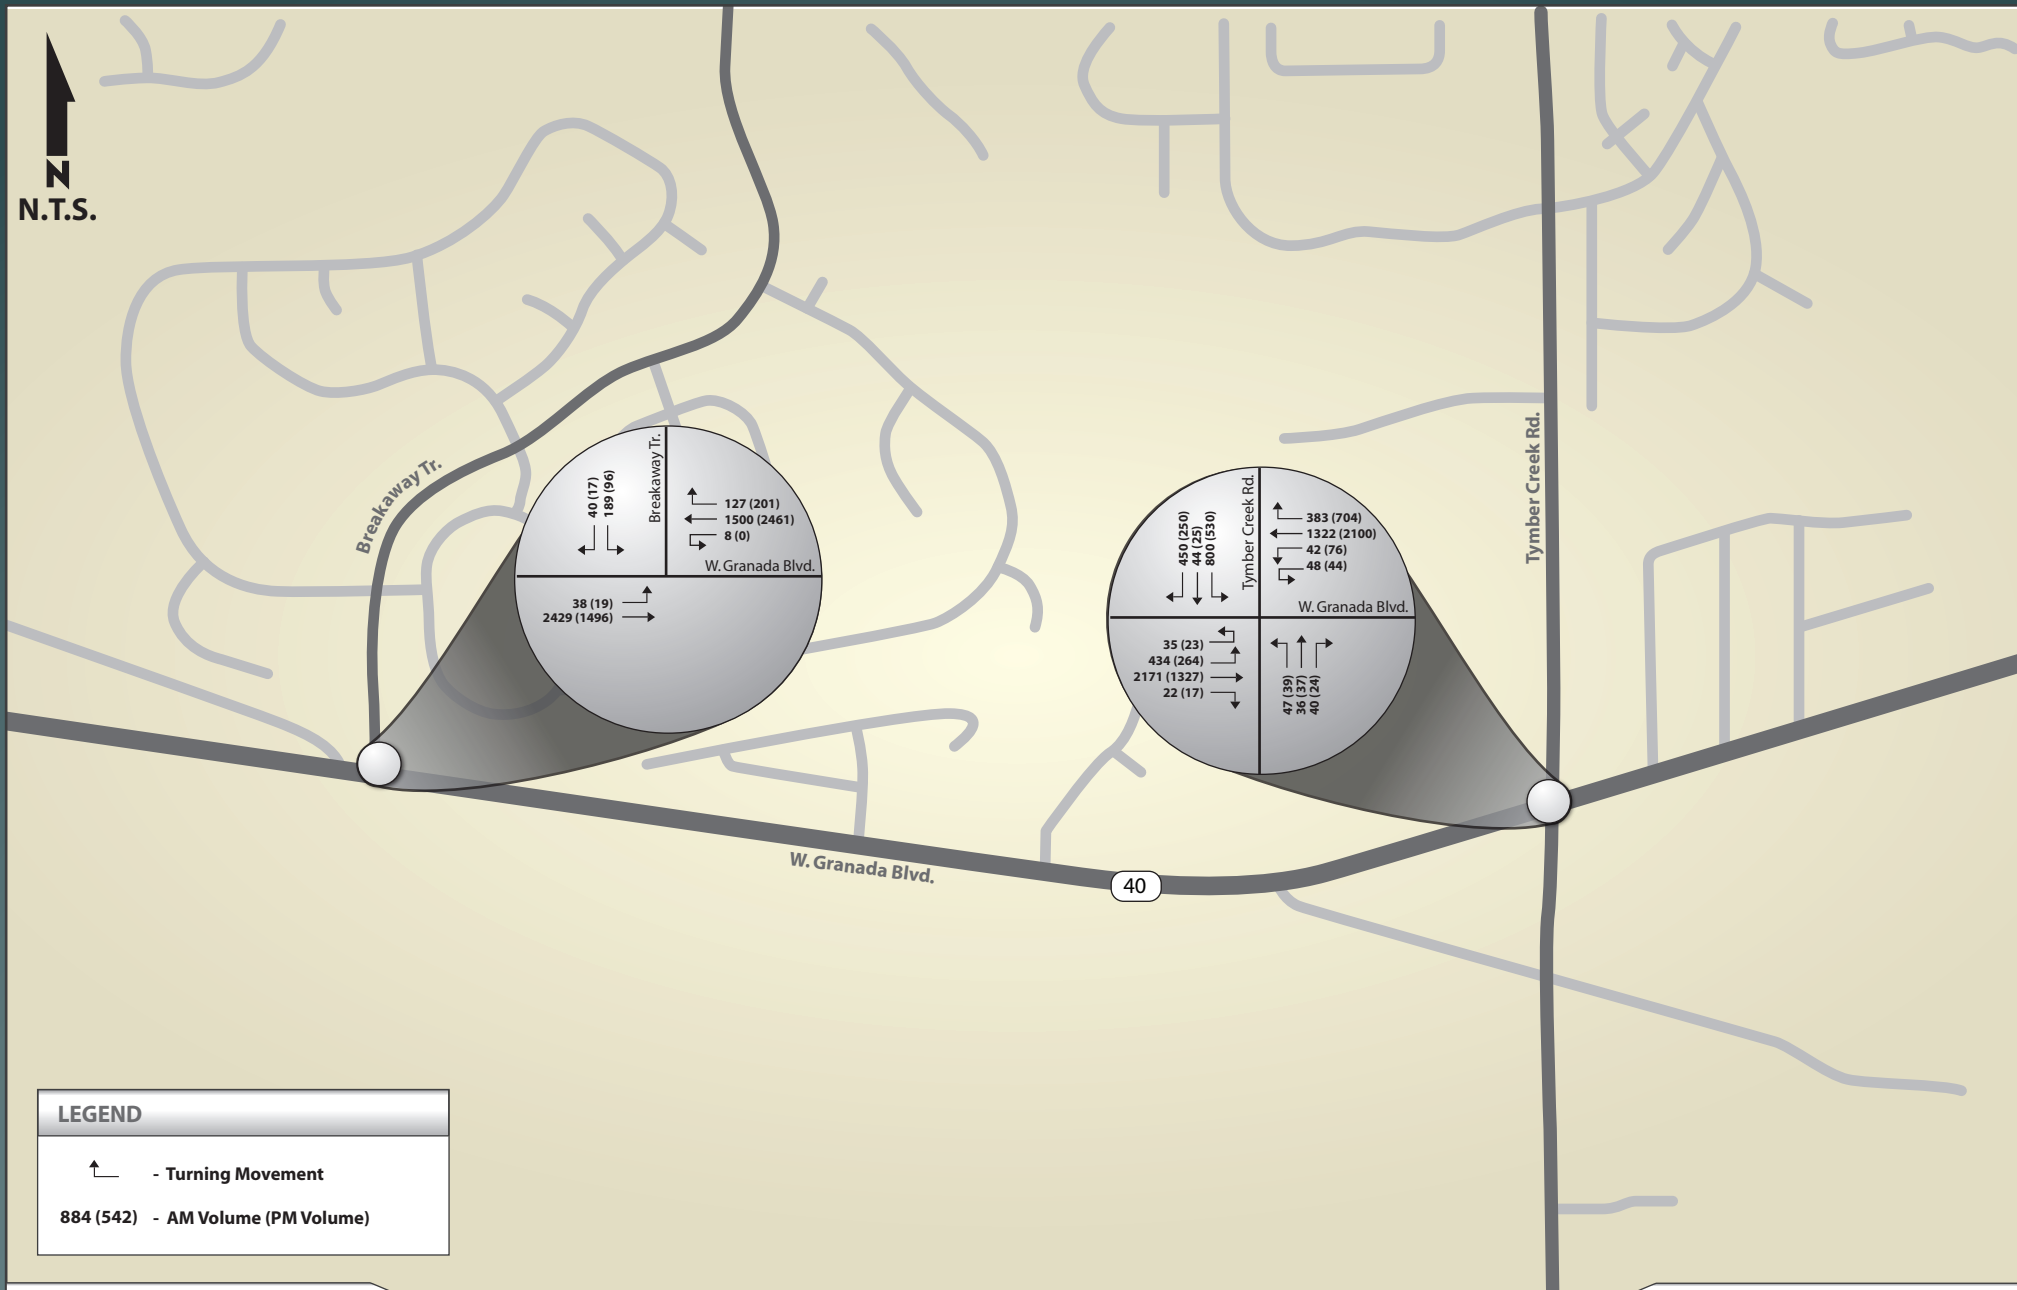 N
N.T.S.
Breakaway Tr.
40 (17)
189 (96)
Breakaway Tr.
127 (201)
1500 (2461)
8 (0)
W. Granada Blvd.
38 (19)
2429 (1496)
450 (250)
44 (25)
800 (530)
Tymber Creek Rd.
383 (704)
1322 (2100)
42 (76)
48 (44)
W. Granada Blvd.
35 (23)
434 (264)
2171 (1327)
22 (17)
47 (39)
36 (37)
40 (24)
Tymber Creek Rd.
W. Granada Blvd.
40
LEGEND
- Turning Movement
884 (542) - AM Volume (PM Volume)